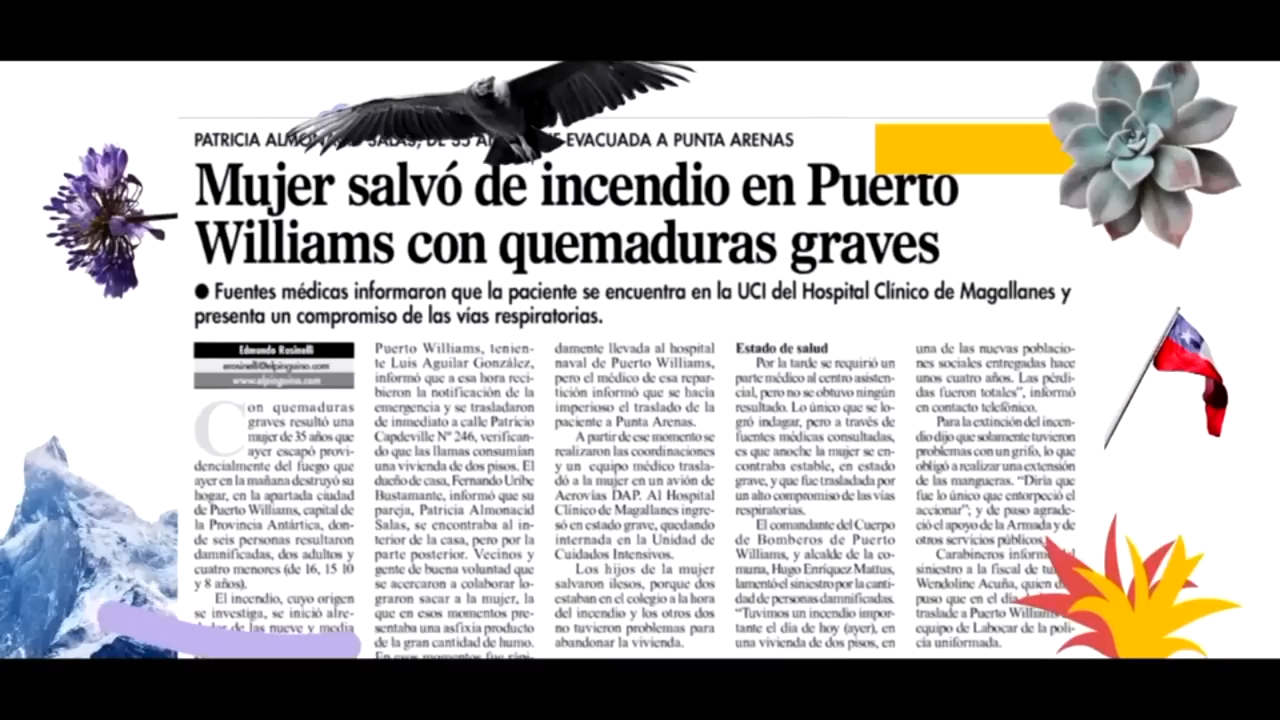 PATRICIA ALMONACID SALAS, DE 35 AÑOS, FUE EVACUADA A PUNTA ARENAS
Mujer salvó de incendio en Puerto
Williams con quemaduras graves
● Fuentes médicas informaron que la paciente se encuentra en la UCI del Hospital Clínico de Magallanes y
presenta un compromiso de las vías respiratorias.
Edmundo Rosinelli
erosinelli@elpinguino.com
www.elpinguino.com
Con quemaduras
graves resultó una
mujer de 35 años que
ayer escapó provi-
dencialmente del fuego que
ayer en la mañana destruyó su
hogar, en la apartada ciudad
de Puerto Williams, capital de
la Provincia Antártica, don-
de seis personas resultaron
damnificadas, dos adultos y
cuatro menores (de 16, 15 10
y 8 años).
El incendio, cuyo origen
se investiga, se inició alre-
de las nueve y media
Puerto Williams, tenien-
te Luis Aguilar González,
informó que a esa hora reci-
bieron la notificación de la
emergencia y se trasladaron
de inmediato a calle Patricio
Capdeville Nº 246, verifican-
do que las llamas consumían
una vivienda de dos pisos. El
dueño de casa, Fernando Uribe
Bustamante, informó que su
pareja, Patricia Almonacid
Salas, se encontraba al in-
terior de la casa, pero por la
parte posterior. Vecinos y
gente de buena voluntad que
se acercaron a colaborar lo-
graron sacar a la mujer, la
que en esos momentos pre-
sentaba una asfixia producto
de la gran cantidad de humo.
En esos momentos fue rápi-
damente llevada al hospital
naval de Puerto Williams,
pero el médico de esa repar-
tición informó que se hacía
imperioso el traslado de la
paciente a Punta Arenas.
A partir de ese momento se
realizaron las coordinaciones
y un equipo médico trasla-
dó a la mujer en un avión de
Aerovías DAP. Al Hospital
Clínico de Magallanes ingre-
só en estado grave, quedando
internada en la Unidad de
Cuidados Intensivos.
Los hijos de la mujer
salvaron ilesos, porque dos
estaban en el colegio a la hora
del incendio y los otros dos
no tuvieron problemas para
abandonar la vivienda.
Estado de salud
Por la tarde se requirió un
parte médico al centro asisten-
cial, pero no se obtuvo ningún
resultado. Lo único que se lo-
gró indagar, pero a través de
fuentes médicas consultadas,
es que anoche la mujer se en-
contraba estable, en estado
grave, y que fue trasladada por
un alto compromiso de las vías
respiratorias.
El comandante del Cuerpo
de Bomberos de Puerto
Williams, y alcalde de la co-
muna, Hugo Enríquez Mattus,
lamentó el siniestro por la canti-
dad de personas damnificadas.
“Tuvimos un incendio impor-
tante el día de hoy (ayer), en
una vivienda de dos pisos, en
una de las nuevas poblacio-
nes sociales entregadas hace
unos cuatro años. Las pérdi-
das fueron totales”, informó
en contacto telefónico.
Para la extinción del incen-
dio dijo que solamente tuvieron
problemas con un grifo, lo que
obligó a realizar una extensión
de las mangueras. “Diría que
fue lo único que entorpeció el
accionar”; y de paso agrade-
ció el apoyo de la Armada y de
otros servicios públicos.
Carabineros inform
siniestro a la fiscal de tu
Wendoline Acuña, quien
puso que en el día
traslade a Puerto Williams
equipo de Labocar de la poli-
cía uniformada.